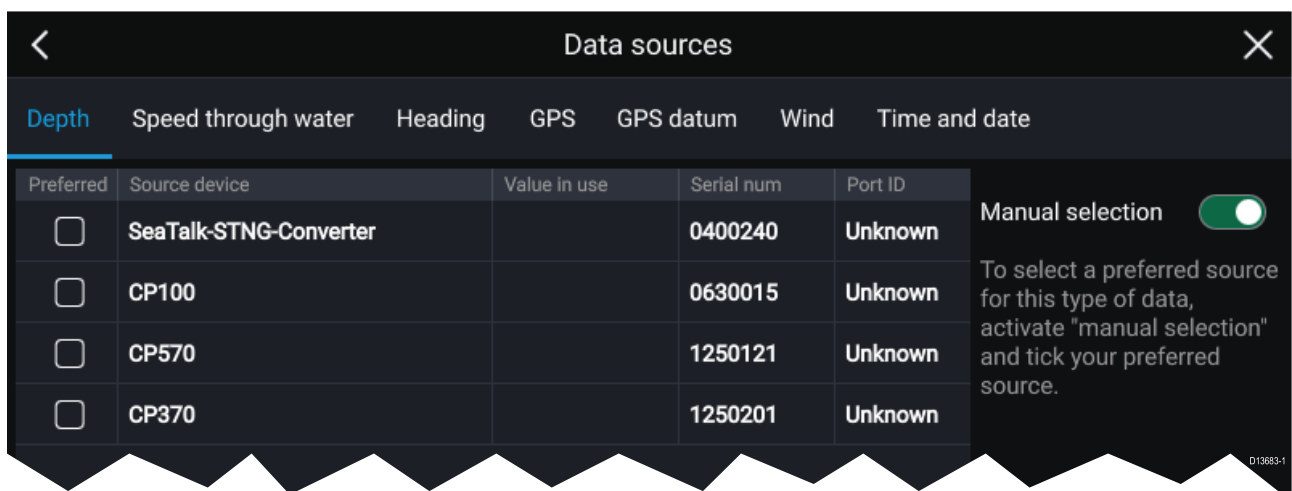 Data sources
Depth Speed through water Heading GPS GPS datum Wind Time and date
Preferred Source device Value in use Serial num Port ID
SeaTalk-STNG-Converter 0400240 Unknown
CP100 0630015 Unknown
CP570 1250121 Unknown
CP370 1250201 Unknown
Manual selection
To select a preferred source
for this type of data,
activate "manual selection"
and tick your preferred
source.
D13683-1